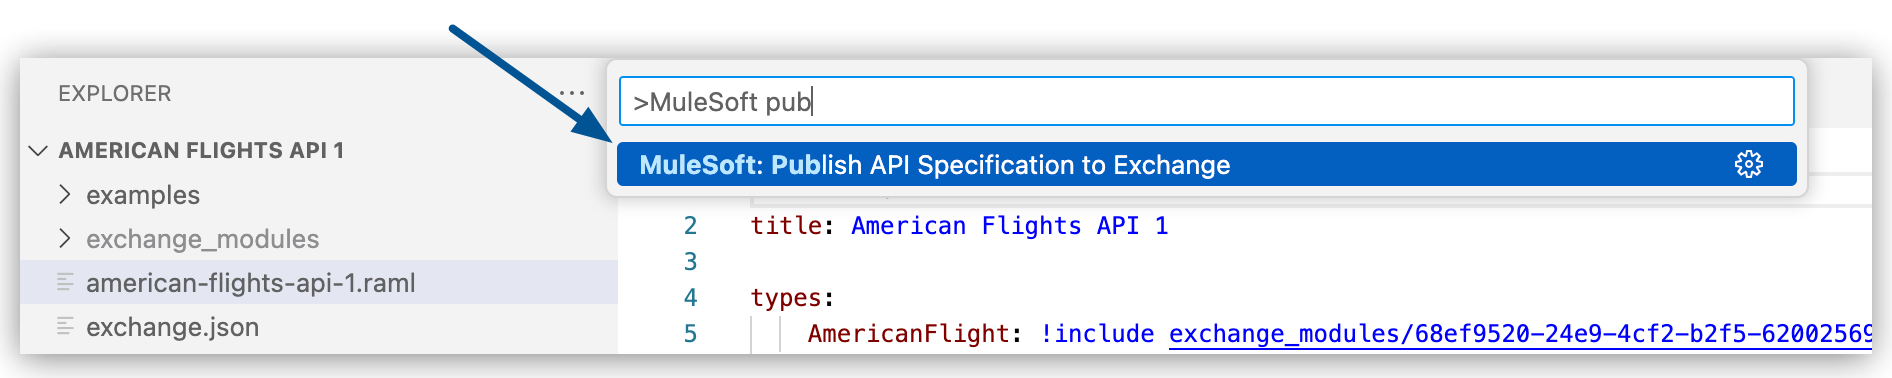 EXPLORER
···
>MuleSoft pub
AMERICAN FLIGHTS API 1
MuleSoft: Publish API Specification to Exchange
examples
2 title: American Flights API 1
exchange_modules
3
american-flights-api-1.raml
4 types:
exchange.json
5 AmericanFlight: !include exchange_modules/68ef9520-24e9-4cf2-b2f5-62002569